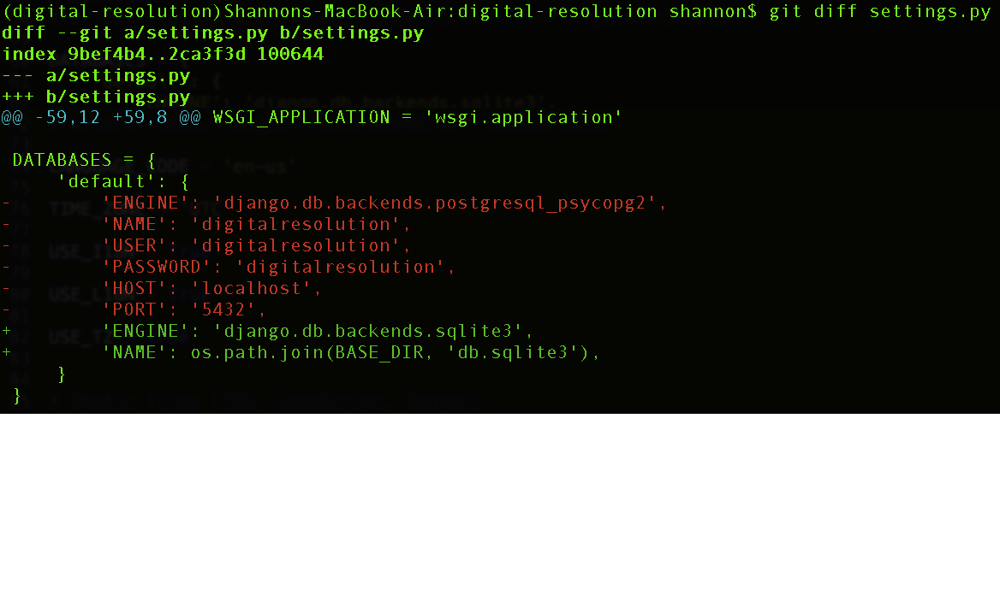 (digital-resolution)Shannons-MacBook-Air:digital-resolution shannon$ git diff settings.py
diff --git a/settings.py b/settings.py
index 9bef4b4..2ca3f3d 100644
--- a/settings.py
+++ b/settings.py
@@ -59,12 +59,8 @@ WSGI_APPLICATION = 'wsgi.application'

 DATABASES = {
     'default': {
-        'ENGINE': 'django.db.backends.postgresql_psycopg2',
-        'NAME': 'digitalresolution',
-        'USER': 'digitalresolution',
-        'PASSWORD': 'digitalresolution',
-        'HOST': 'localhost',
-        'PORT': '5432',
+        'ENGINE': 'django.db.backends.sqlite3',
+        'NAME': os.path.join(BASE_DIR, 'db.sqlite3'),
     }
 }